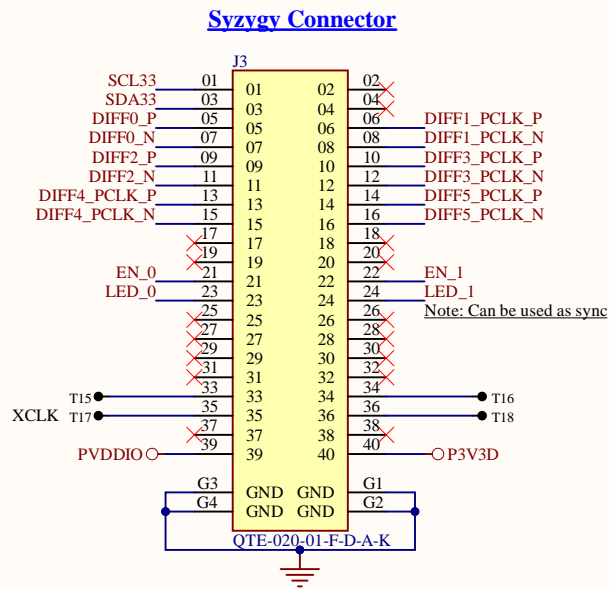 Syzygy Connector
J3
SCL33 01 01 02 02
SDA33 03 03 04 04
DIFF0_P 05 05 06 06 DIFF1_PCLK_P
DIFF0_N 07 07 08 08 DIFF1_PCLK_N
DIFF2_P 09 09 10 10 DIFF3_PCLK_P
DIFF2_N 11 11 12 12 DIFF3_PCLK_N
DIFF4_PCLK_P 13 13 14 14 DIFF5_PCLK_P
DIFF4_PCLK_N 15 15 16 16 DIFF5_PCLK_N
17 17 18 18
19 19 20 20
EN_0 21 21 22 22 EN_1
LED_0 23 23 24 24 LED_1
Note: Can be used as sync
25 25 26 26
27 27 28 28
29 29 30 30
31 31 32 32
T15 33 33 34 34 T16
XCLK T17 35 35 36 36 T18
37 37 38 38
PVDDIO 39 39 40 40 P3V3D
G3 GND GND G1
G4 GND GND G2
QTE-020-01-F-D-A-K